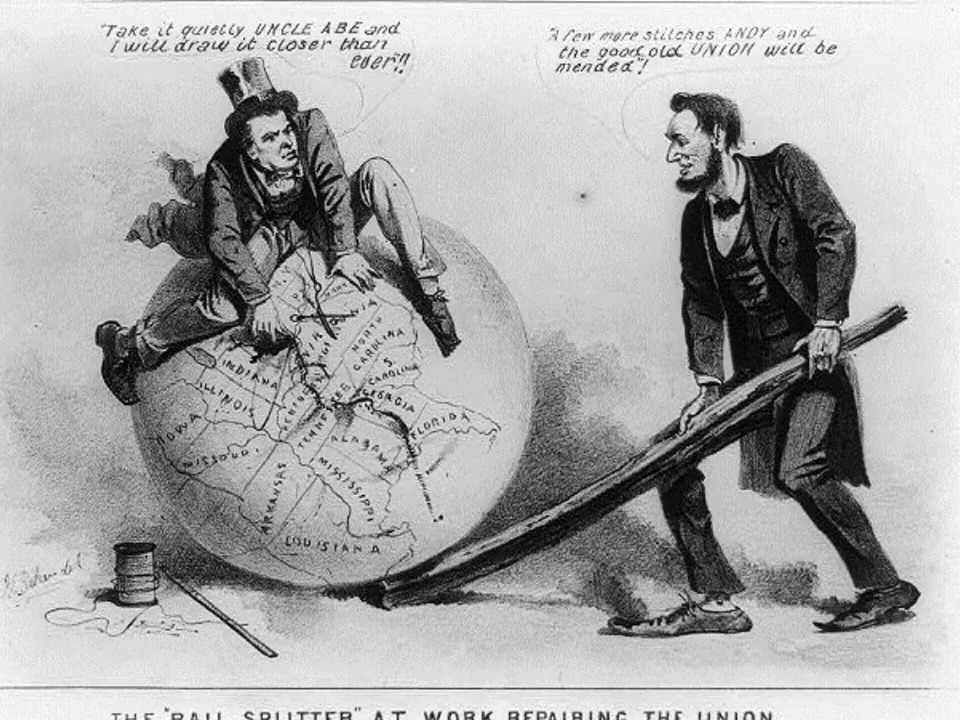 "Take it quietly UNCLE ABE and
I will draw it closer than
ever"!!
"A few more stitches ANDY and
the good old UNION will be
mended"!
INDIANA
ILLINOIS
IOWA
MISSOURI
TENNESSEE
NORTH
CAROLINA
S.
CAROLINA
GEORGIA
FLORIDA
ALABAMA
MISSISSIPPI
ARKANSAS
LOUISIANA
THE "RAIL SPLITTER" AT WORK REPAIRING THE UNION